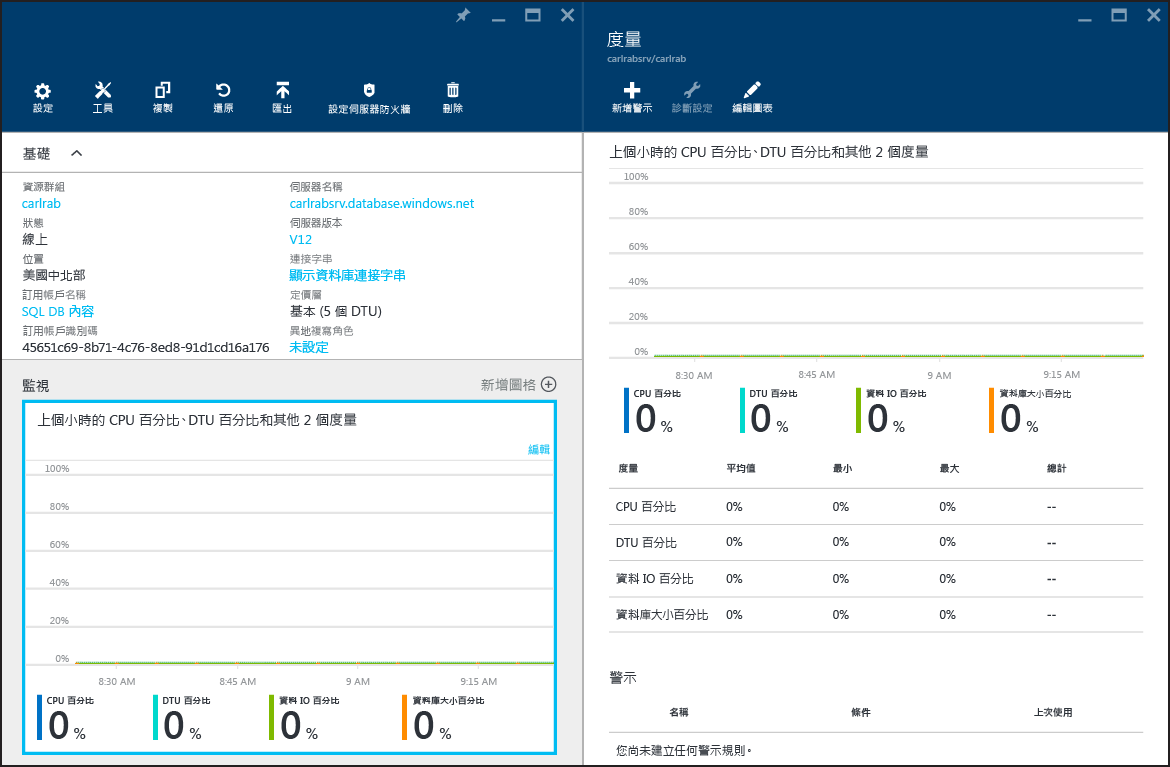 設定
工具
複製
還原
匯出
設定伺服器防火牆
刪除
基礎
資源群組
carlrab
伺服器名稱
carlrabsrv.database.windows.net
狀態
線上
伺服器版本
V12
位置
美國中北部
連接字串
顯示資料庫連接字串
訂用帳戶名稱
SQL DB 內容
定價層
基本 (5 個 DTU)
訂用帳戶識別碼
45651c69-8b71-4c76-8ed8-91d1cd16a176
異地複寫角色
未設定
監視
新增圖格
上個小時的 CPU 百分比、DTU 百分比和其他 2 個度量
編輯
100%
80%
60%
40%
20%
0%
8:30 AM 8:45 AM 9 AM 9:15 AM
CPU 百分比
0 %
DTU 百分比
0 %
資料 IO 百分比
0 %
資料庫大小百分比
0 %
度量
carlrabsrv/carlrab
新增警示
診斷設定
編輯圖表
上個小時的 CPU 百分比、DTU 百分比和其他 2 個度量
100%
80%
60%
40%
20%
0%
8:30 AM 8:45 AM 9 AM 9:15 AM
CPU 百分比
0 %
DTU 百分比
0 %
資料 IO 百分比
0 %
資料庫大小百分比
0 %
度量 平均值 最小 最大 總計
CPU 百分比 0% 0% 0% --
DTU 百分比 0% 0% 0% --
資料 IO 百分比 0% 0% 0% --
資料庫大小百分比 0% 0% 0% --
警示
名稱 條件 上次使用
您尚未建立任何警示規則。